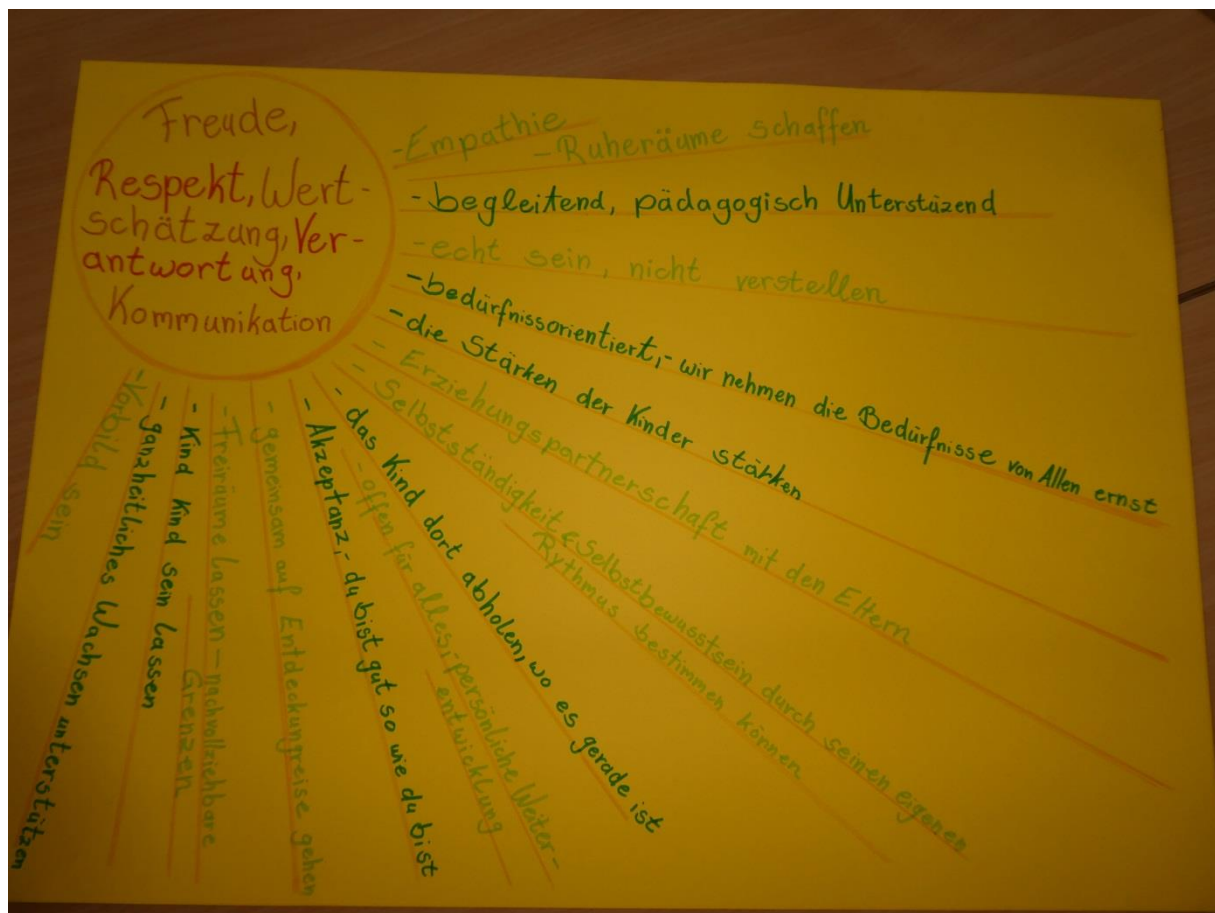 Freude,
Respekt, Wert-
schätzung, Ver-
antwortung,
Kommunikation
-Empathie
-Ruheräume schaffen
-begleitend, pädagogisch Unterstüzend
-echt sein, nicht verstellen
-bedürfnissorientiert,- wir nehmen die Bedürfnisse von Allen ernst
-die Stärken der Kinder stärken
- Erziehungspartnerschaft mit den Eltern
- Selbstständigkeit & Selbstbewusstsein durch seinen eigenen
Rythmus bestimmen können
- das Kind dort abholen, wo es gerade ist
- offen für alles, persönliche Weiter-
entwicklung
- Akzeptanz,- du bist gut so wie du bist
- gemeinsam auf Entdeckungreise gehen
-Freiräume Lassen - nachvollziehbare
Grenzen
- Kind Kind sein Lassen
- ganzheitliches Wachsen unterstützen
-Vorbild sein